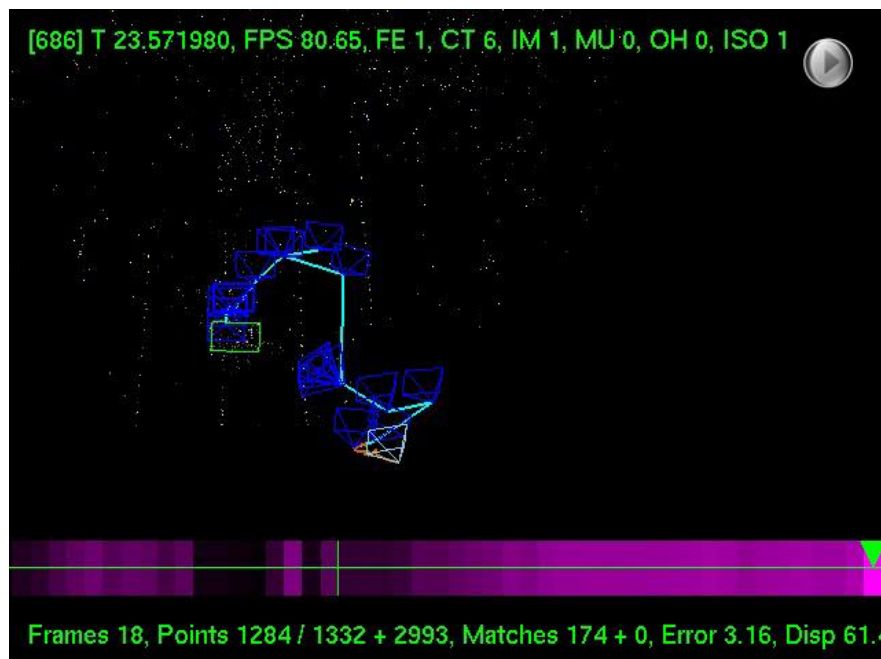 [686] T 23.571980, FPS 80.65, FE 1, CT 6, IM 1, MU 0, OH 0, ISO 1
Frames 18, Points 1284 / 1332 + 2993, Matches 174 + 0, Error 3.16, Disp